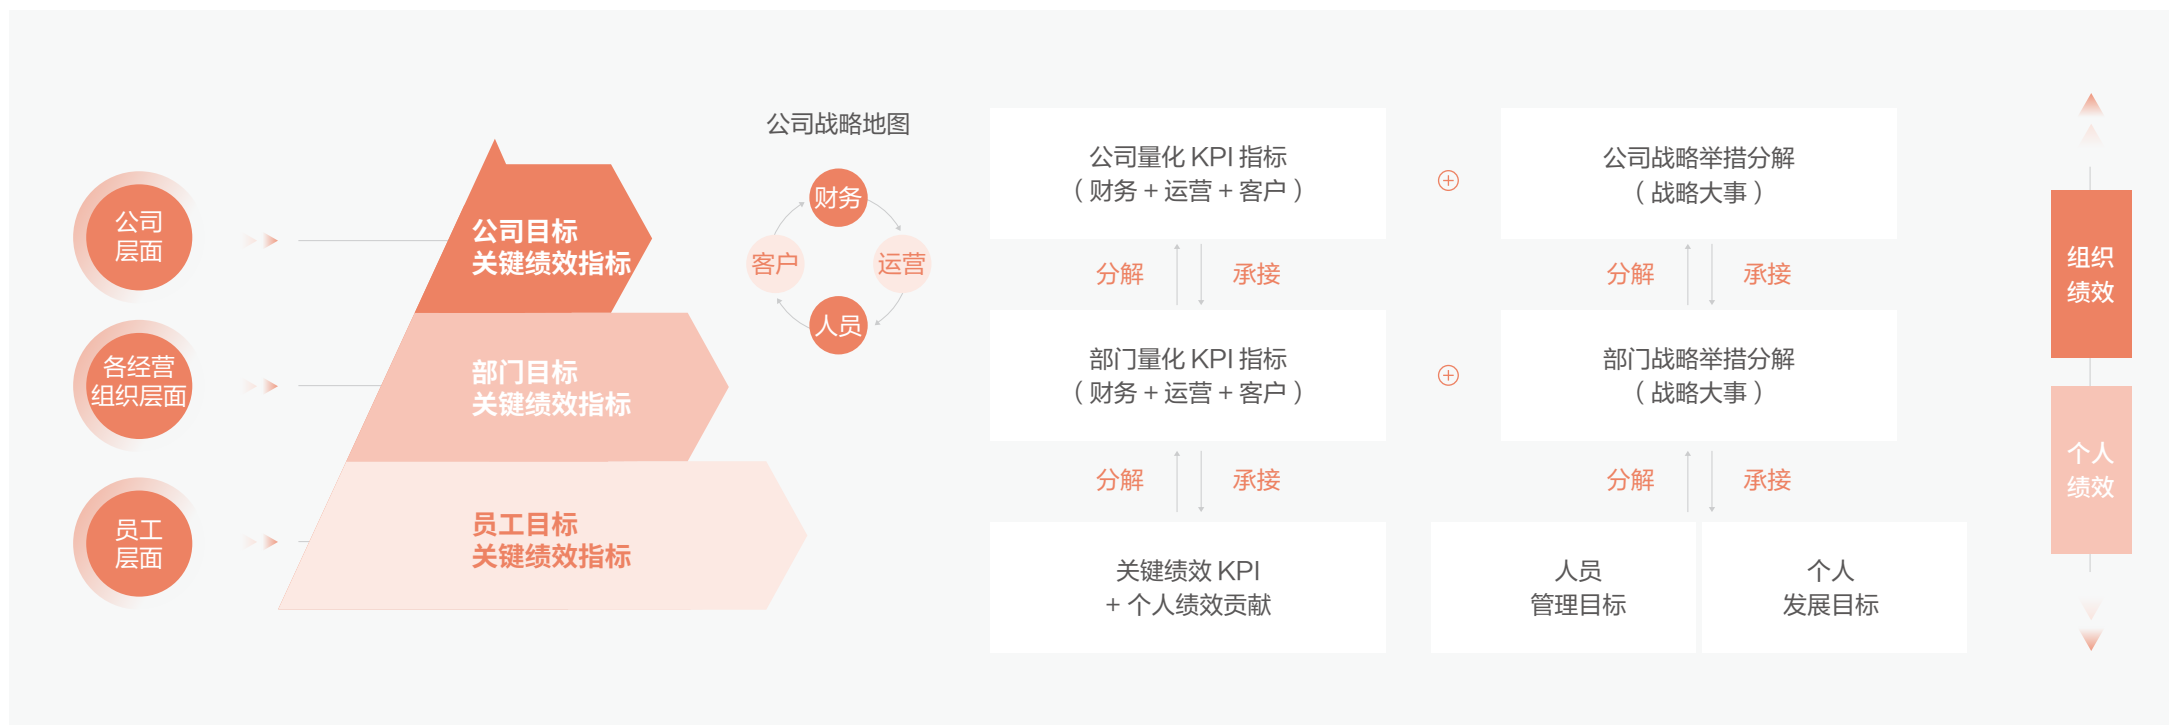 公司
层面
各经营
组织层面
员工
层面
公司目标
关键绩效指标
部门目标
关键绩效指标
员工目标
关键绩效指标
公司战略地图
财务
客户
运营
人员
公司量化 KPI 指标
（财务 + 运营 + 客户）
公司战略举措分解
（战略大事）
分解
承接
分解
承接
部门量化 KPI 指标
（财务 + 运营 + 客户）
部门战略举措分解
（战略大事）
分解
承接
分解
承接
关键绩效 KPI
+ 个人绩效贡献
人员
管理目标
个人
发展目标
组织
绩效
个人
绩效